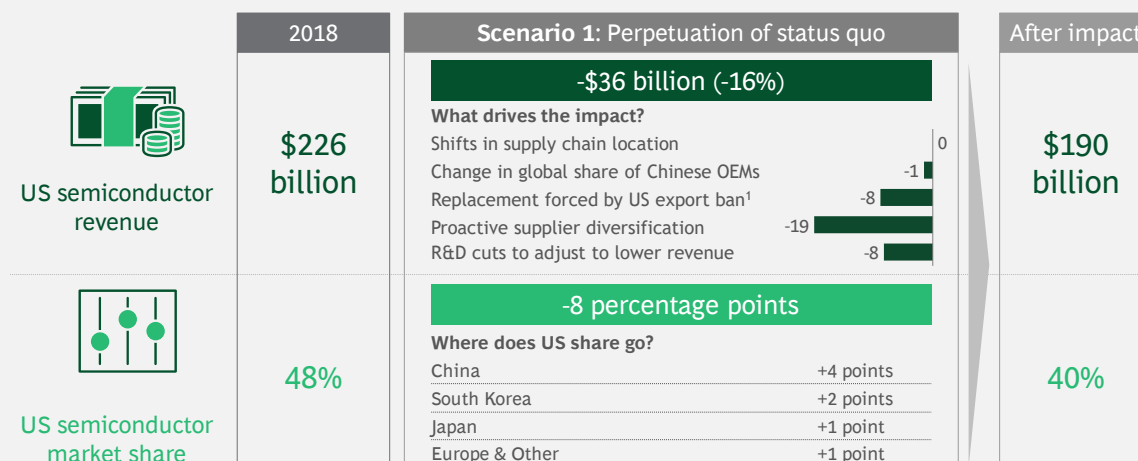 2018
Scenario 1: Perpetuation of status quo
After impact
US semiconductor
revenue
$226
billion
-$36 billion (-16%)
What drives the impact?
Shifts in supply chain location 0
Change in global share of Chinese OEMs -1
Replacement forced by US export ban¹ -8
Proactive supplier diversification -19
R&D cuts to adjust to lower revenue -8
$190
billion
US semiconductor
market share
48%
-8 percentage points
Where does US share go?
China +4 points
South Korea +2 points
Japan +1 point
Europe & Other +1 point
40%